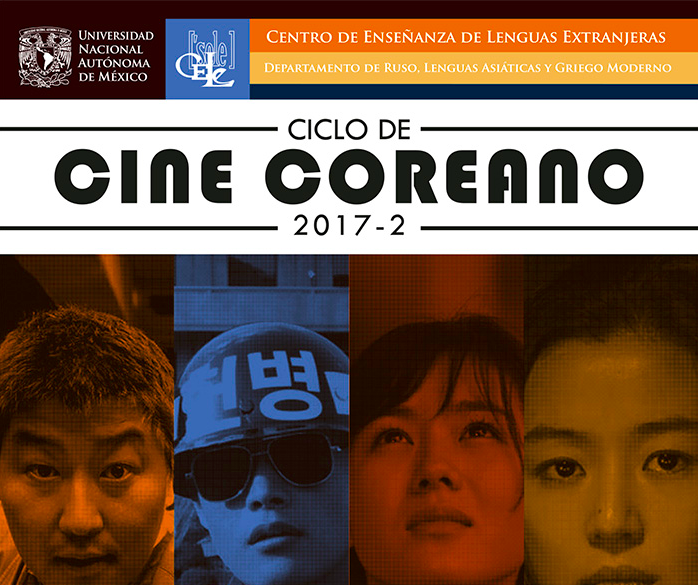 UNIVERSIDAD
NACIONAL
AUTÓNOMA
DE MÉXICO
['sele]
CELE
CENTRO DE ENSEÑANZA DE LENGUAS EXTRANJERAS
DEPARTAMENTO DE RUSO, LENGUAS ASIÁTICAS Y GRIEGO MODERNO
CICLO DE
CINE COREANO
2017-2
헌병